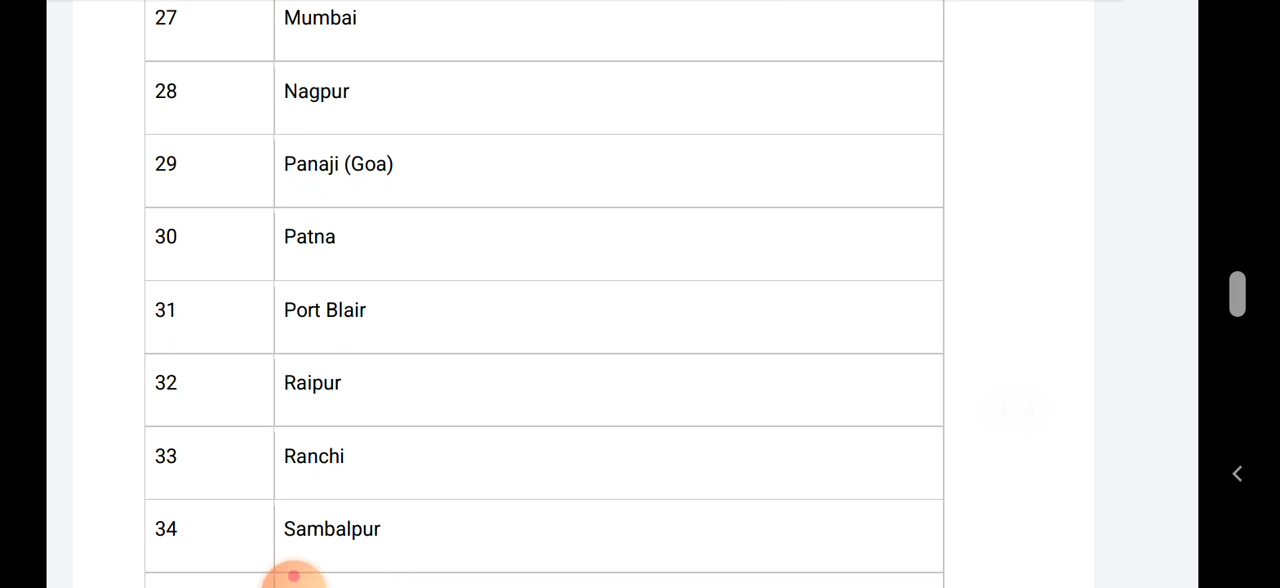 27 Mumbai
28 Nagpur
29 Panaji (Goa)
30 Patna
31 Port Blair
32 Raipur
33 Ranchi
34 Sambalpur